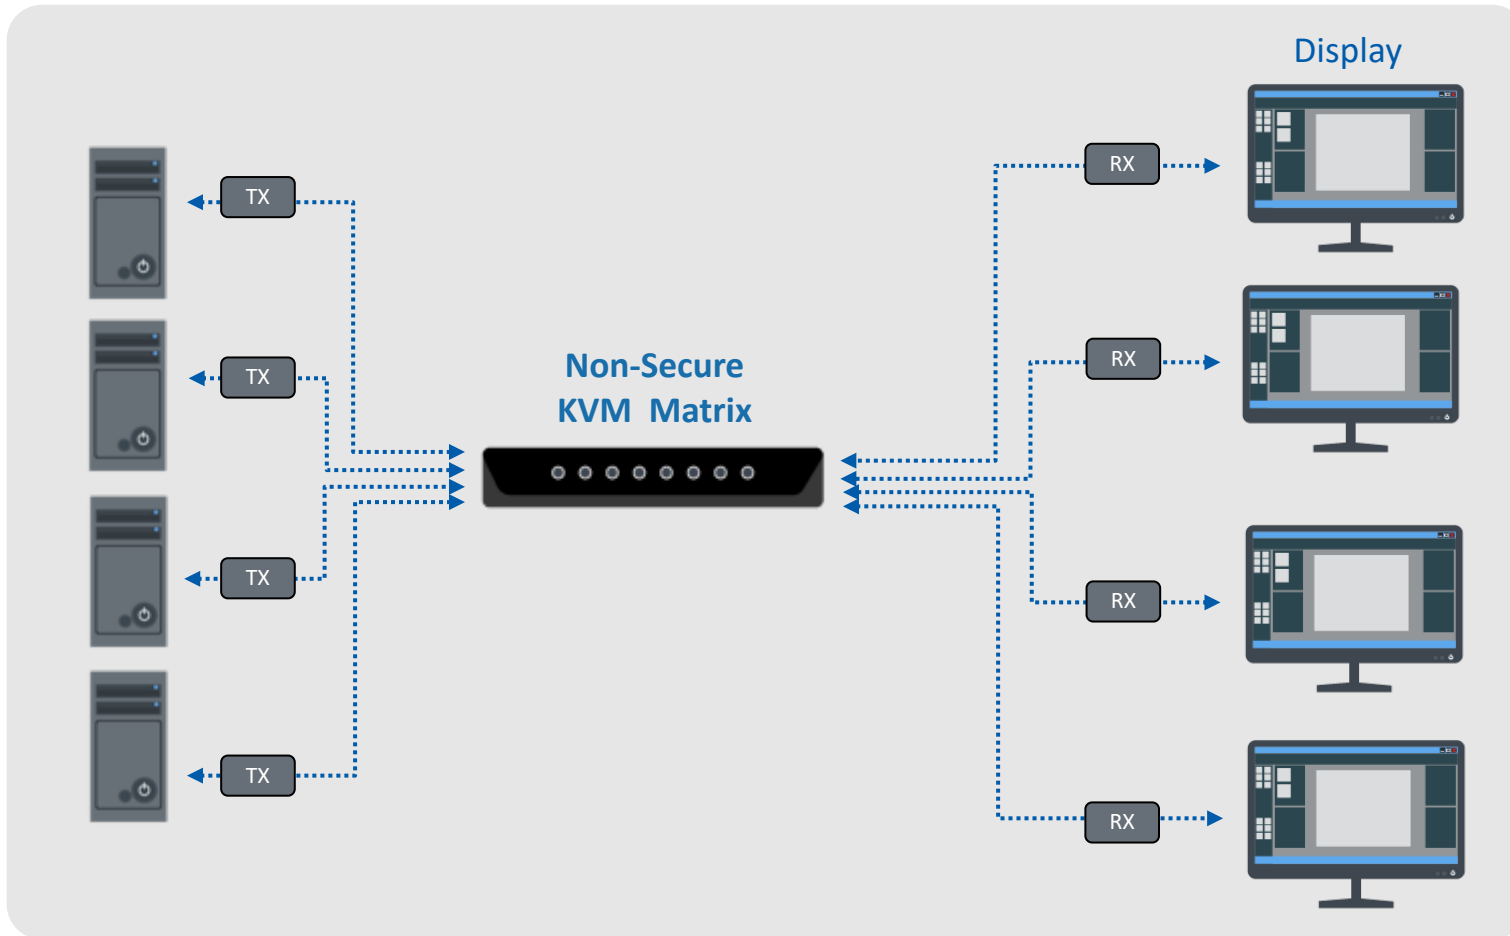 Display
TX
RX
TX
RX
Non-Secure
KVM Matrix
TX
RX
TX
RX